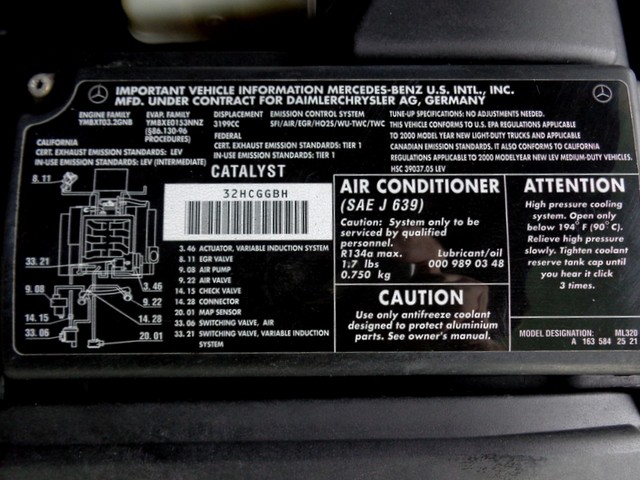 IMPORTANT VEHICLE INFORMATION MERCEDES-BENZ U.S. INTL., INC.
MFD. UNDER CONTRACT FOR DAIMLERCHRYSLER AG, GERMANY
ENGINE FAMILY
YMBXT03.2GNB
EVAP. FAMILY
YMBXE0153NNZ
(§86.130-96
PROCEDURES)
DISPLACEMENT
3199CC
EMISSION CONTROL SYSTEM
SFI/AIR/EGR/HO2S/WU-TWC/TWC
CALIFORNIA
CERT. EXHAUST EMISSION STANDARDS: LEV
IN-USE EMISSION STANDARDS: LEV (INTERMEDIATE)
FEDERAL
CERT. EXHAUST EMISSION STANDARDS: TIER 1
IN-USE EMISSION STANDARDS: TIER 1
TUNE-UP SPECIFICATIONS: NO ADJUSTMENTS NEEDED.
THIS VEHICLE CONFORMS TO U.S. EPA REGULATIONS APPLICABLE
TO 2000 MODEL YEAR NEW LIGHT-DUTY TRUCKS AND
CANADIAN EMISSION STANDARDS. IT ALSO CONFORMS TO CALIFORNIA
REGULATIONS APPLICABLE TO 2000 MODEL YEAR NEW LEV MEDIUM-DUTY VEHICLES.
HSC 39037.05 LEV
CATALYST
32HCGGBH
8. 11
33. 21
3. 46
9. 08
9. 22
14. 15
14. 28
33. 06
20. 01
3. 46 ACTUATOR, VARIABLE INDUCTION SYSTEM
8. 11 EGR VALVE
9. 08 AIR PUMP
9. 22 AIR VALVE
14. 15 CHECK VALVE
14. 28 CONNECTOR
20. 01 MAP SENSOR
33. 06 SWITCHING VALVE, AIR
33. 21 SWITCHING VALVE, VARIABLE INDUCTION
SYSTEM
AIR CONDITIONER
(SAE J 639)
Caution: System only to be
serviced by qualified
personnel.
R134a max. Lubricant/oil
1.7 lbs 000 989 03 48
0.750 kg
CAUTION
Use only antifreeze coolant
designed to protect aluminium
parts. See owner's manual.
ATTENTION
High pressure cooling
system. Open only
below 194° F (90° C).
Relieve high pressure
slowly. Tighten coolant
reserve tank cap until
you hear it click
3 times.
MODEL DESIGNATION: ML320
A 163 584 25 21